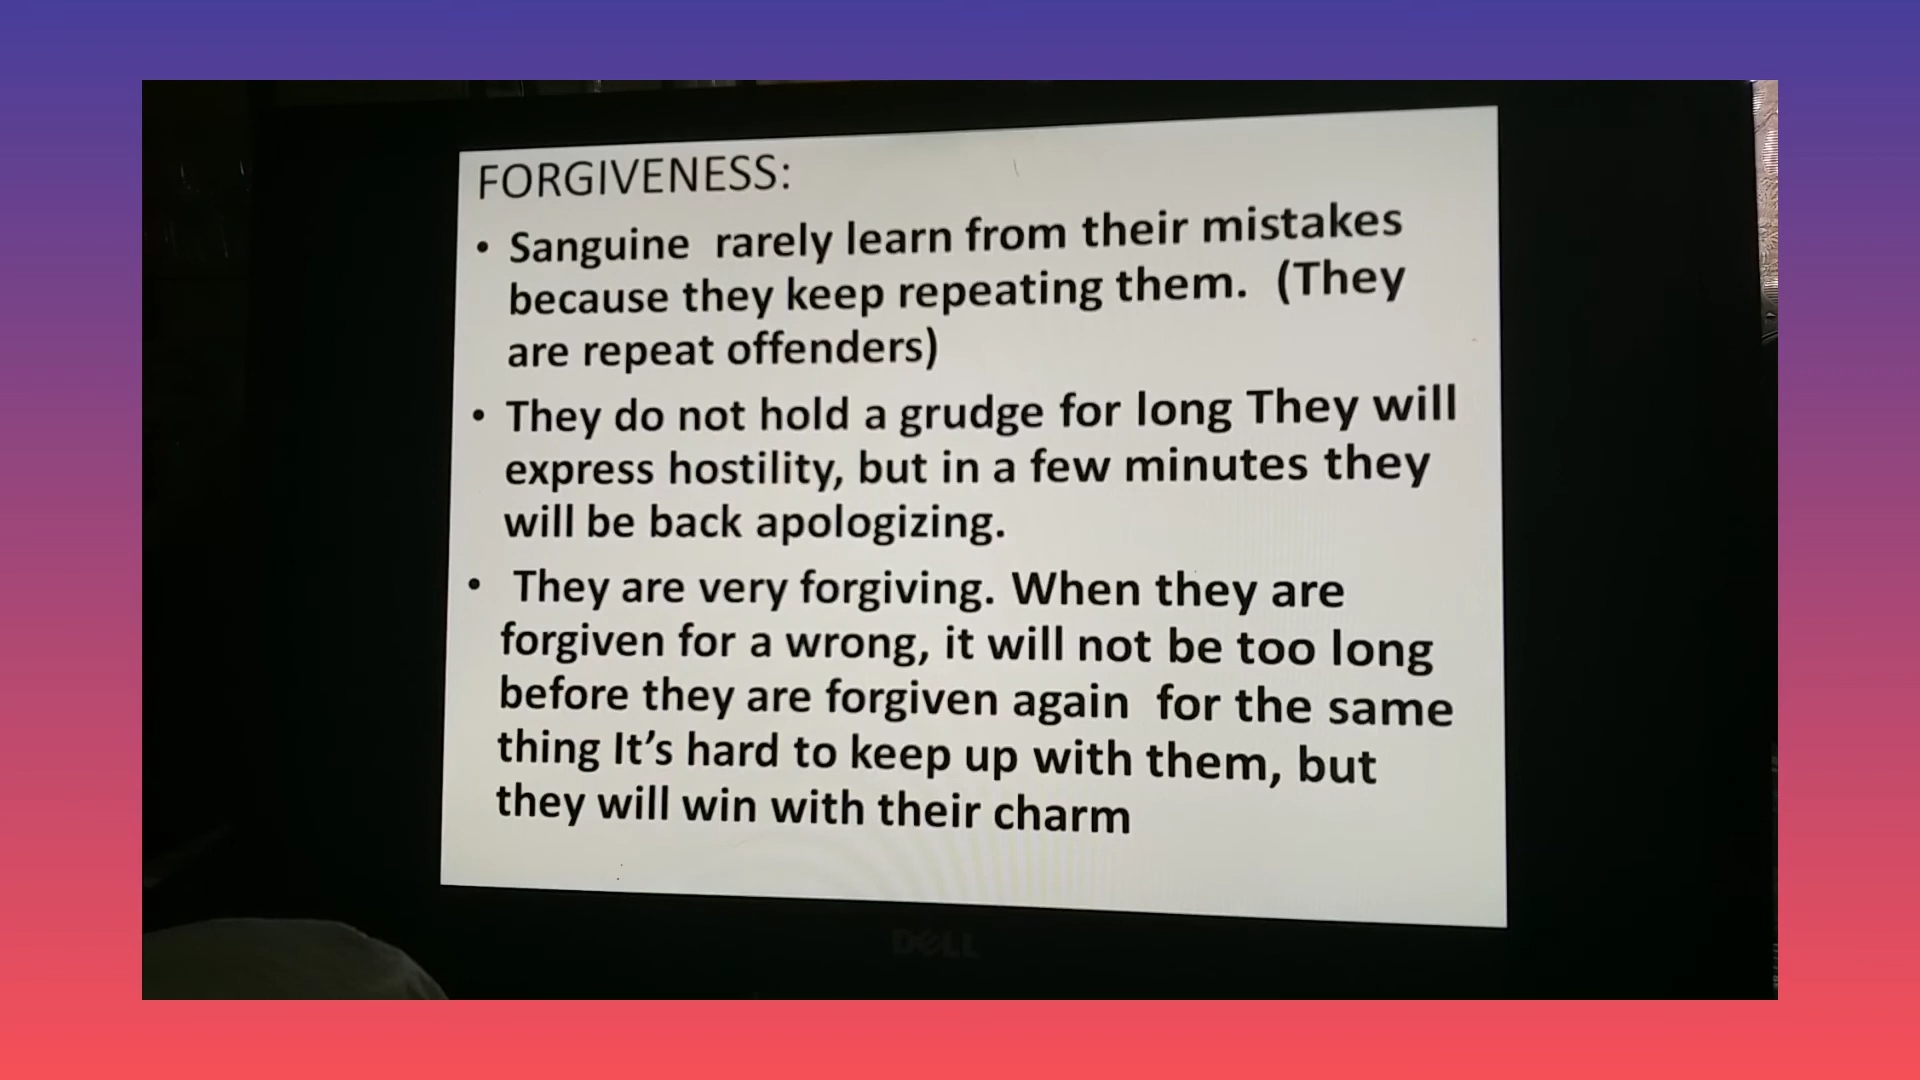 FORGIVENESS:
• Sanguine rarely learn from their mistakes
because they keep repeating them. (They
are repeat offenders)
• They do not hold a grudge for long They will
express hostility, but in a few minutes they
will be back apologizing.
• They are very forgiving. When they are
forgiven for a wrong, it will not be too long
before they are forgiven again for the same
thing It's hard to keep up with them, but
they will win with their charm
DELL